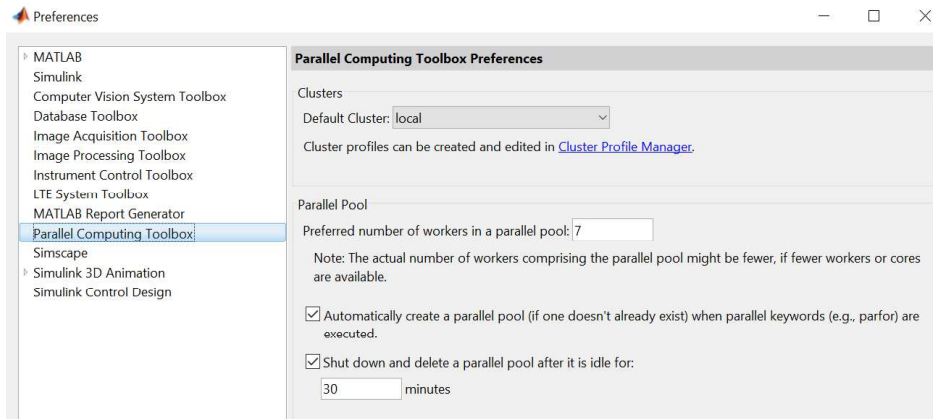 Preferences
MATLAB
Simulink
Computer Vision System Toolbox
Database Toolbox
Image Acquisition Toolbox
Image Processing Toolbox
Instrument Control Toolbox
LTE System Toolbox
MATLAB Report Generator
Parallel Computing Toolbox
Simscape
Simulink 3D Animation
Simulink Control Design
Parallel Computing Toolbox Preferences
Clusters
Default Cluster: local
Cluster profiles can be created and edited in Cluster Profile Manager.
Parallel Pool
Preferred number of workers in a parallel pool: 7
Note: The actual number of workers comprising the parallel pool might be fewer, if fewer workers or cores
are available.
Automatically create a parallel pool (if one doesn't already exist) when parallel keywords (e.g., parfor) are
executed.
Shut down and delete a parallel pool after it is idle for:
30 minutes